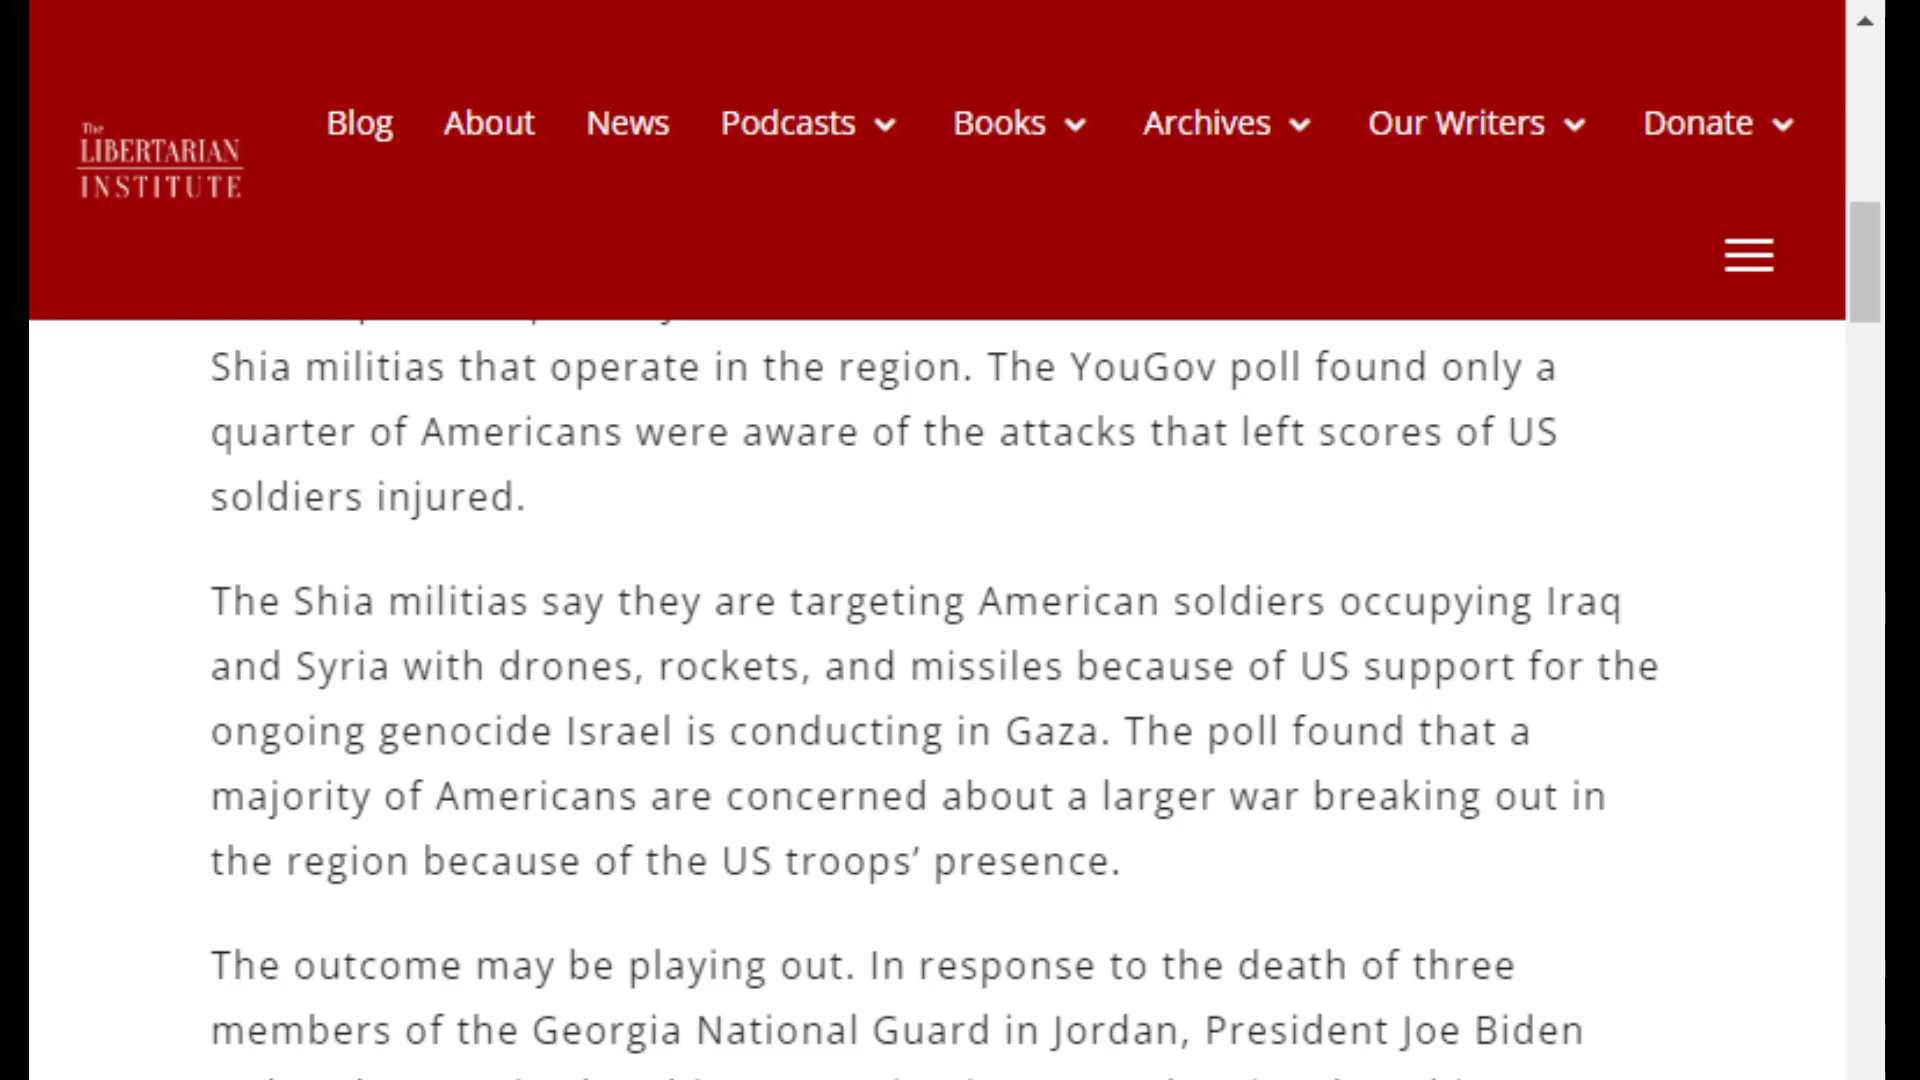 Blog About News Podcasts Books Archives Our Writers Donate
The
LIBERTARIAN
INSTITUTE
Shia militias that operate in the region. The YouGov poll found only a
quarter of Americans were aware of the attacks that left scores of US
soldiers injured.
The Shia militias say they are targeting American soldiers occupying Iraq
and Syria with drones, rockets, and missiles because of US support for the
ongoing genocide Israel is conducting in Gaza. The poll found that a
majority of Americans are concerned about a larger war breaking out in
the region because of the US troops’ presence.
The outcome may be playing out. In response to the death of three
members of the Georgia National Guard in Jordan, President Joe Biden